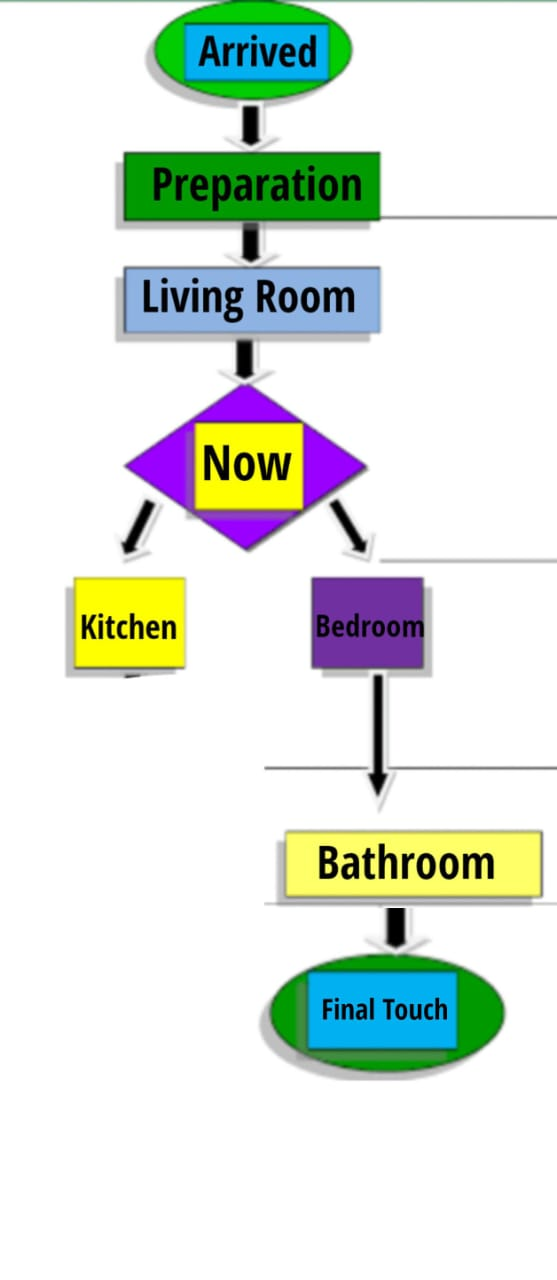 Arrived
Preparation
Living Room
Now
Kitchen
Bedroom
Bathroom
Final Touch